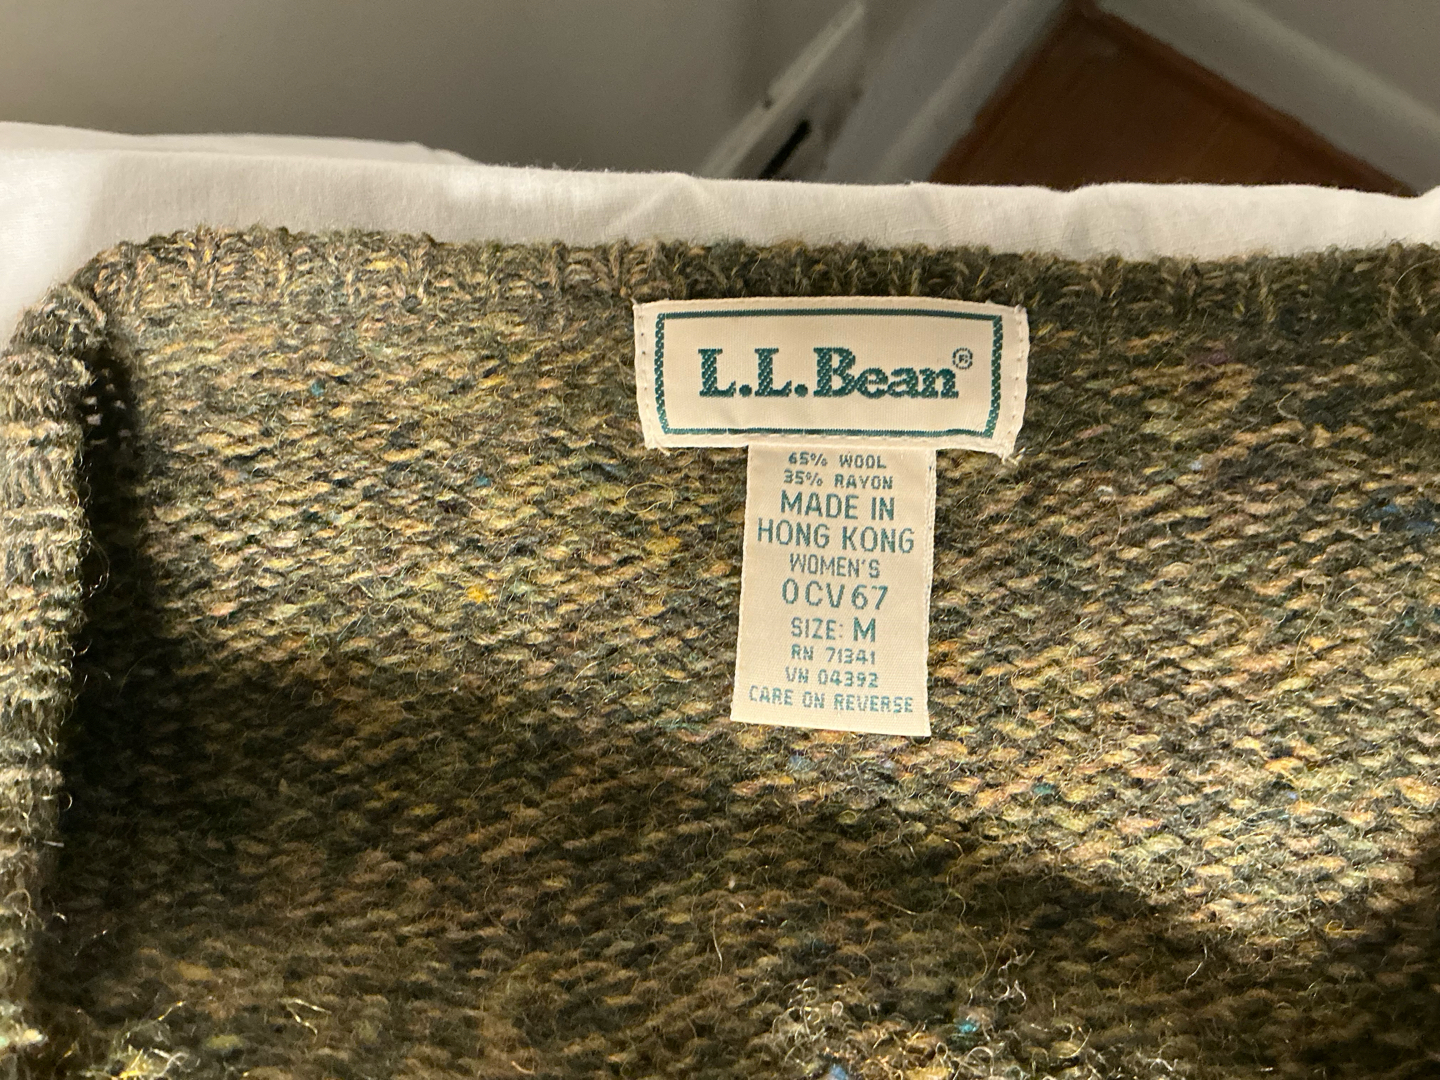 L.L.Bean®
65% WOOL
35% RAYON
MADE IN
HONG KONG
WOMEN'S
0CV67
SIZE: M
RN 71341
VN 04392
CARE ON REVERSE